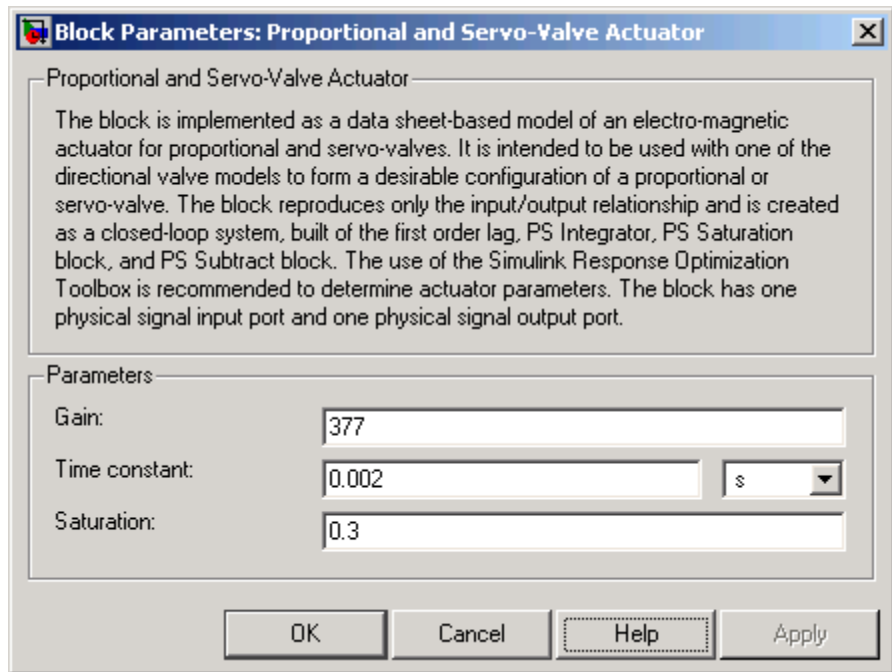 Block Parameters: Proportional and Servo-Valve Actuator
Proportional and Servo-Valve Actuator
The block is implemented as a data sheet-based model of an electro-magnetic
actuator for proportional and servo-valves. It is intended to be used with one of the
directional valve models to form a desirable configuration of a proportional or
servo-valve. The block reproduces only the input/output relationship and is created
as a closed-loop system, built of the first order lag, PS Integrator, PS Saturation
block, and PS Subtract block. The use of the Simulink Response Optimization
Toolbox is recommended to determine actuator parameters. The block has one
physical signal input port and one physical signal output port.
Parameters
Gain: 377
Time constant: 0.002 s
Saturation: 0.3
OK Cancel Help Apply